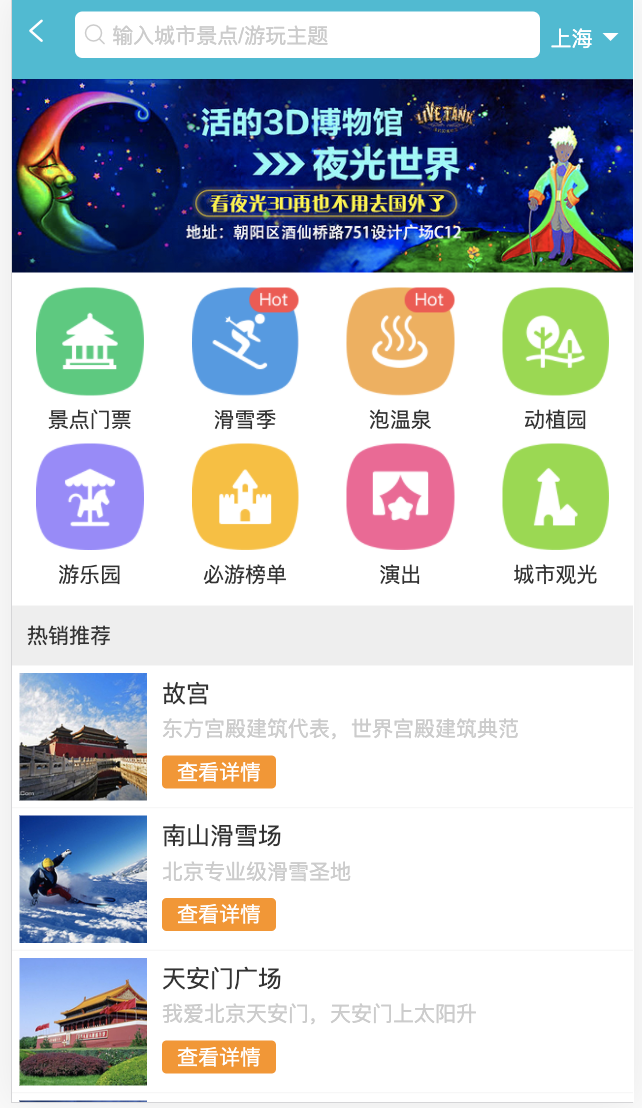 输入城市景点/游玩主题
上海
活的3D博物馆
LIVE TANK
>>> 夜光世界
看夜光3D再也不用去国外了
地址：朝阳区酒仙桥路751设计广场C12
Hot
Hot
景点门票
滑雪季
泡温泉
动植园
游乐园
必游榜单
演出
城市观光
热销推荐
故宫
东方宫殿建筑代表，世界宫殿建筑典范
查看详情
南山滑雪场
北京专业级滑雪圣地
查看详情
天安门广场
我爱北京天安门，天安门上太阳升
查看详情